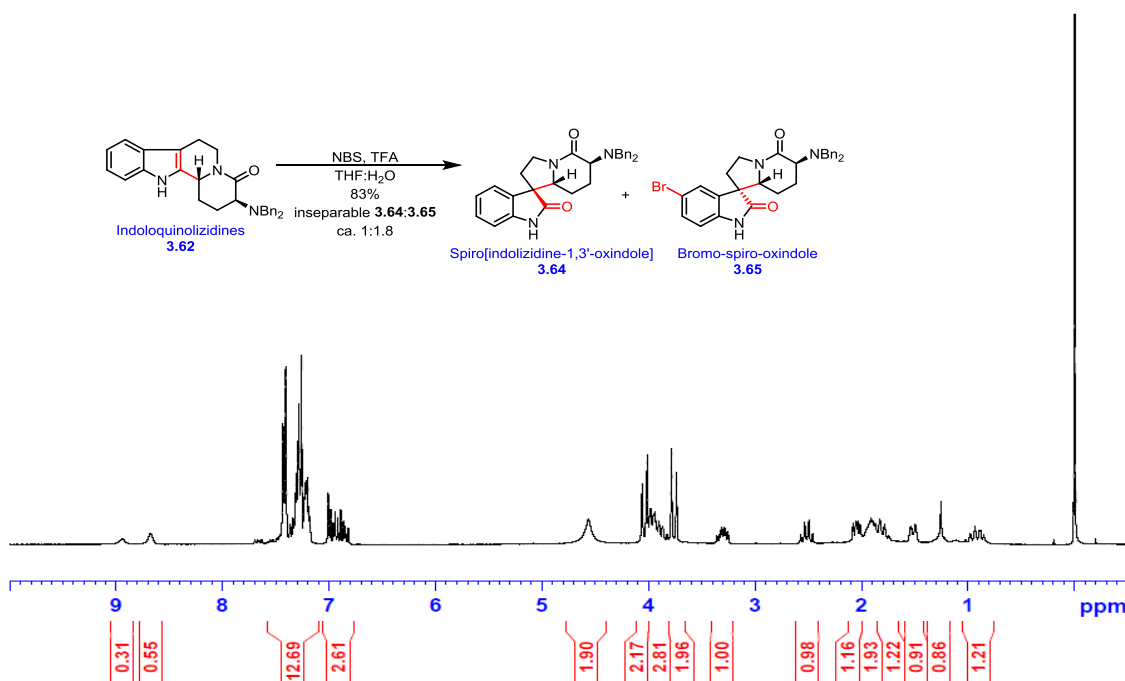 O
N
H
N
H
O
NBn2
Indoloquinolizidines
3.62
NBS, TFA
THF:H2O
83%
inseparable 3.64:3.65
ca. 1:1.8
O
N
NBn2
H
O
N
H
Spiro[indolizidine-1,3'-oxindole]
3.64
+
O
N
NBn2
H
Br
O
N
H
Bromo-spiro-oxindole
3.65
9 8 7 6 5 4 3 2 1 ppm
0.31
0.55
12.69
2.61
1.90
2.17
2.81
1.96
1.00
0.98
1.16
1.93
1.22
0.91
0.86
1.21